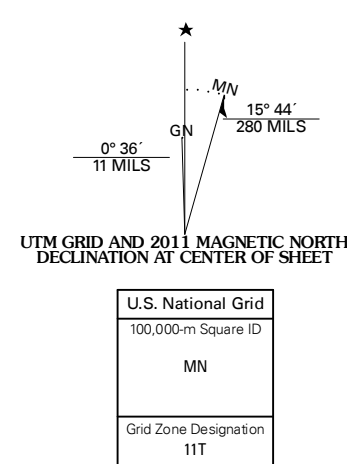 ★
MN
15° 44´
280 MILS
GN
0° 36´
11 MILS
UTM GRID AND 2011 MAGNETIC NORTH
DECLINATION AT CENTER OF SHEET
U.S. National Grid
100,000-m Square ID
MN
Grid Zone Designation
11T